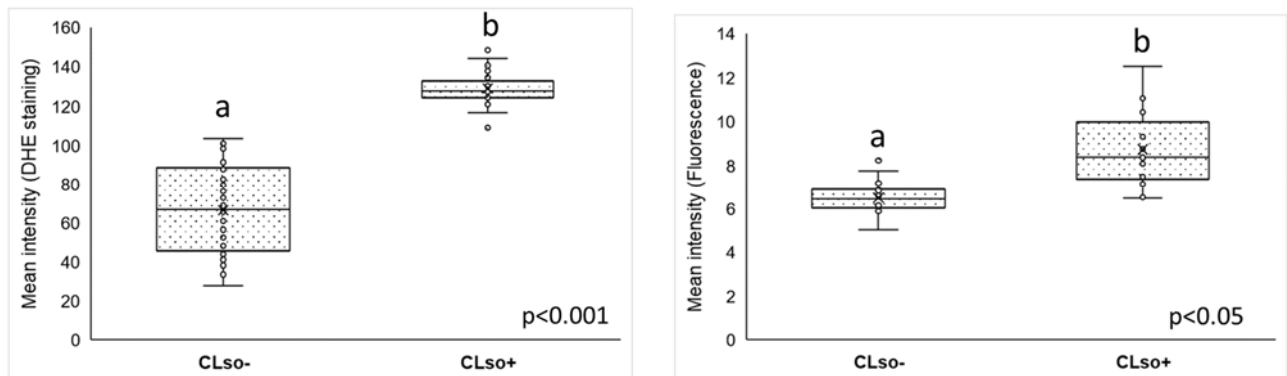 Mean intensity (DHE staining)
160
140
120
100
80
60
40
20
0
a
b
p<0.001
CLso-
CLso+
Mean intensity (Fluorescence)
14
12
10
8
6
4
2
0
a
b
p<0.05
CLso-
CLso+